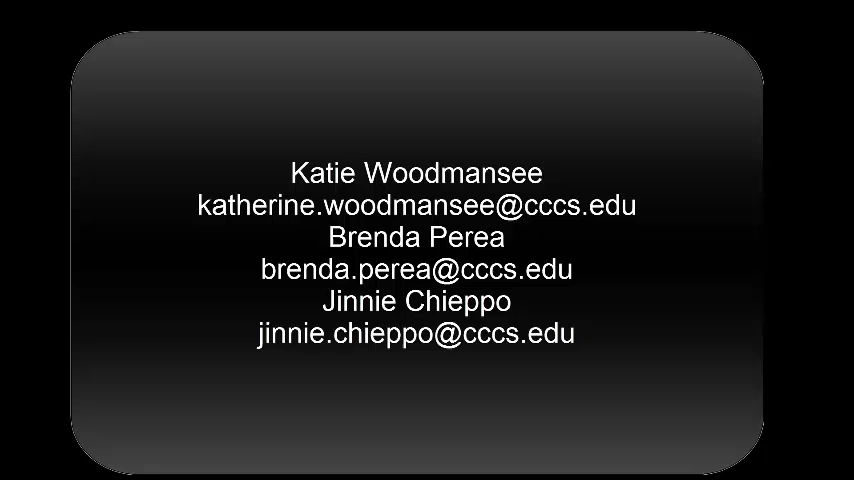 Katie Woodmansee
katherine.woodmansee@cccs.edu
Brenda Perea
brenda.perea@cccs.edu
Jinnie Chieppo
jinnie.chieppo@cccs.edu